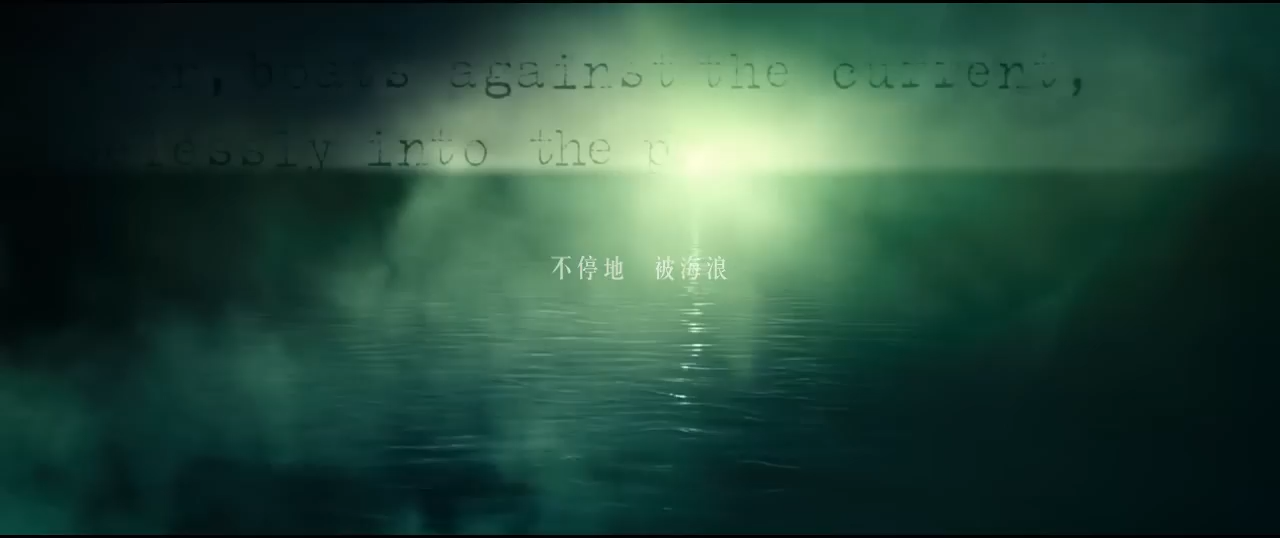 boats against the current,
into the
不停地 被海浪